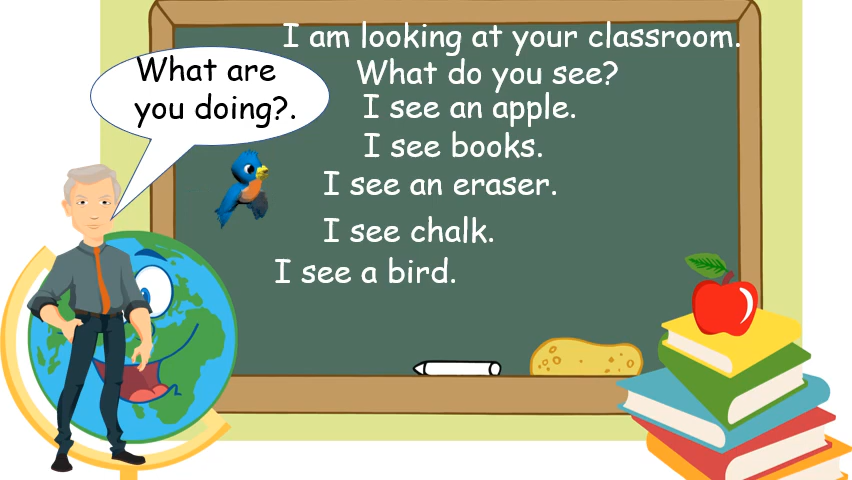 I am looking at your classroom.
What do you see?
What are
you doing?.
I see an apple.
I see books.
I see an eraser.
I see chalk.
I see a bird.